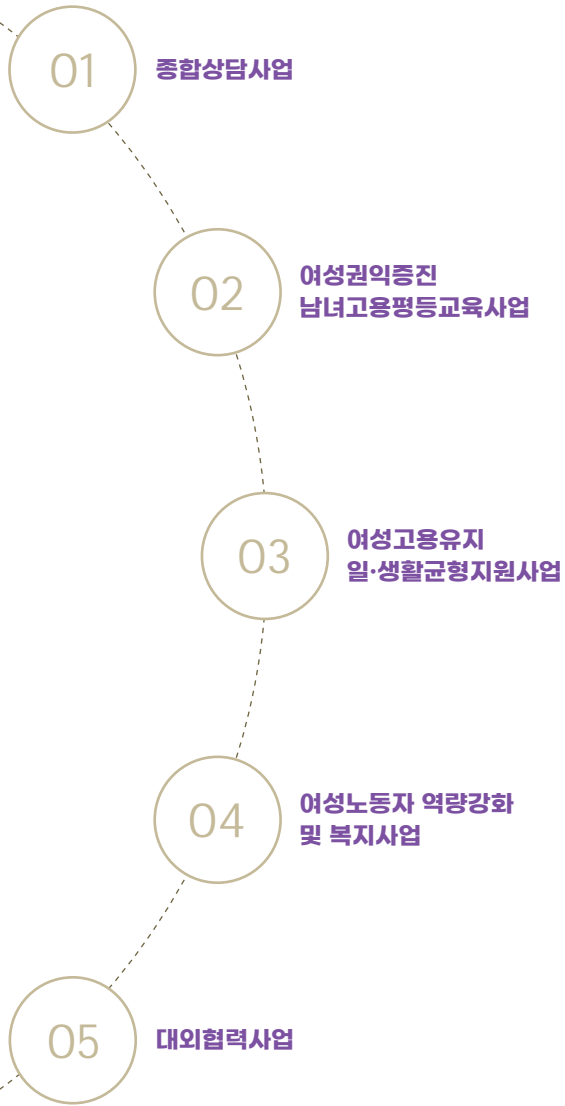 01
종합상담사업
02
여성권익증진
남녀고용평등교육사업
03
여성고용유지
일·생활균형지원사업
04
여성노동자 역량강화
및 복지사업
05
대외협력사업